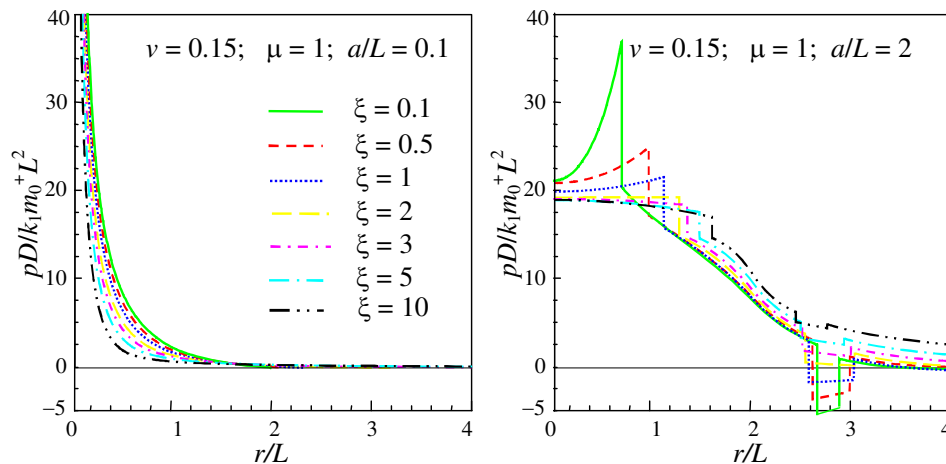 40
30
20
10
0
−5
pD/k₁m₀⁺L²
ν = 0.15; μ = 1; a/L = 0.1
ξ = 0.1
ξ = 0.5
ξ = 1
ξ = 2
ξ = 3
ξ = 5
ξ = 10
0 1 2 3 4
r/L
40
30
20
10
0
−5
pD/k₁m₀⁺L²
ν = 0.15; μ = 1; a/L = 2
0 1 2 3 4
r/L